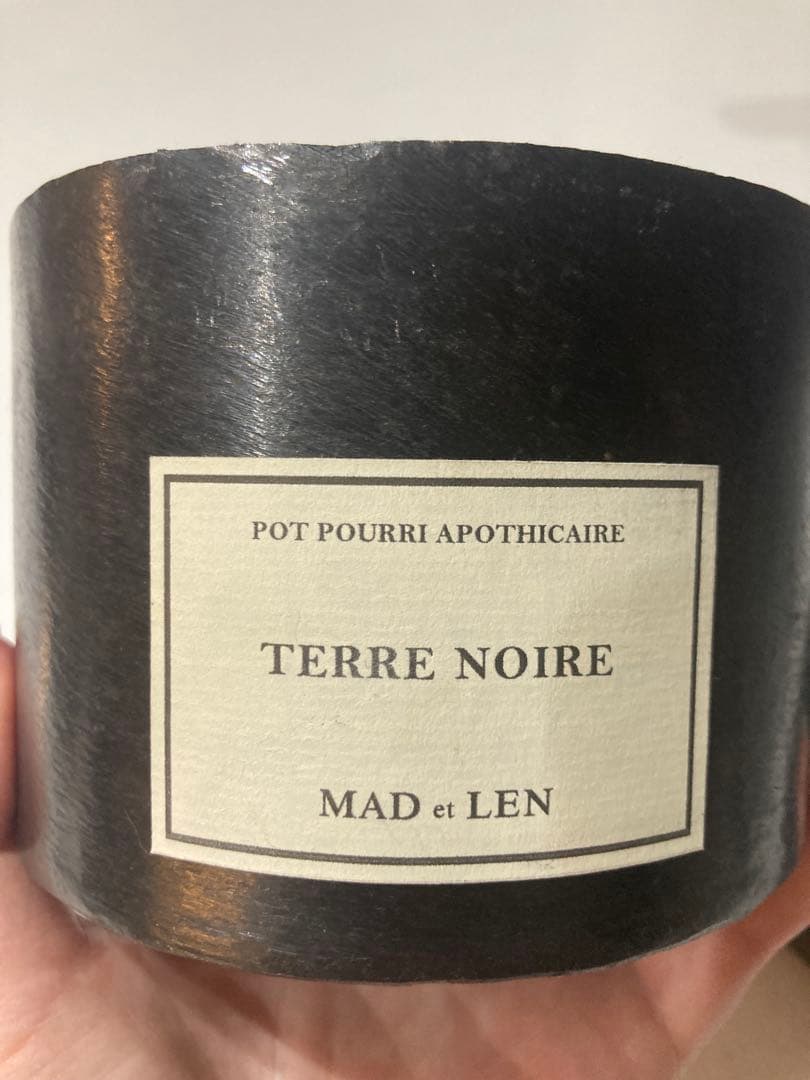 POT POURRI APOTHICAIRE
TERRE NOIRE
MAD et LEN